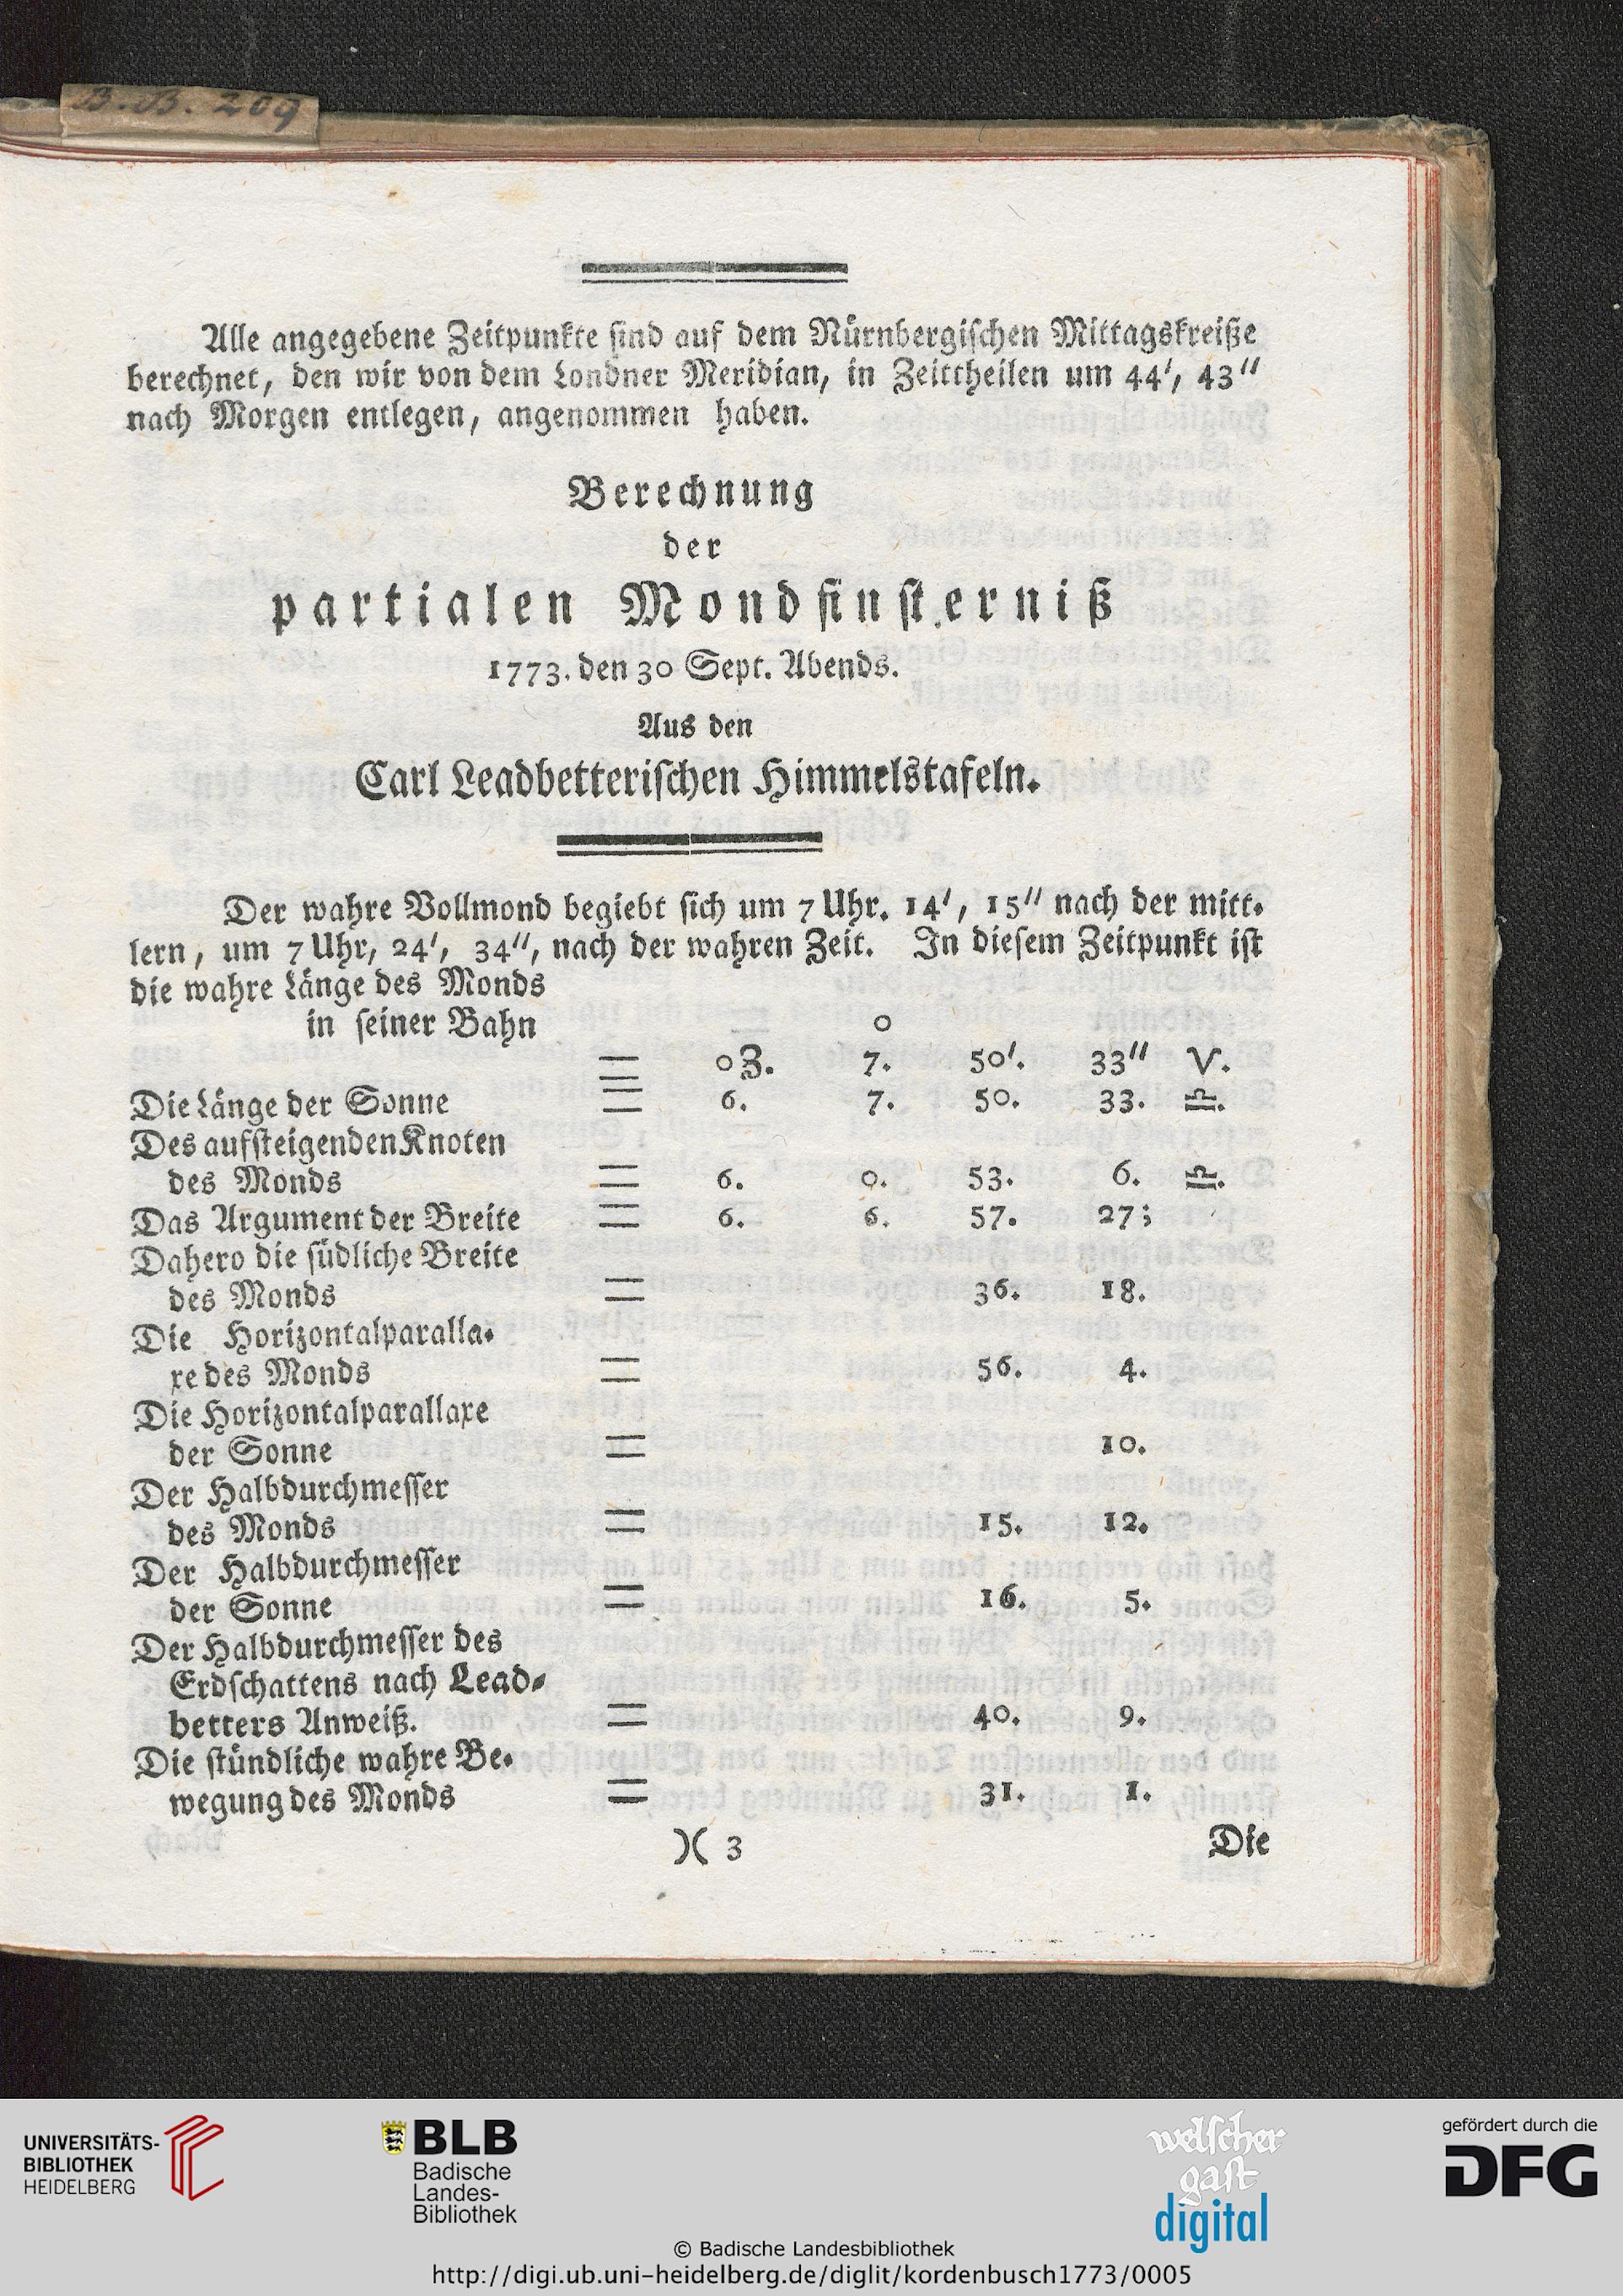 B. B. 209
Alle angegebene Zeitpunkte sind auf dem Nürnbergischen Mittagskreiße
berechnet, den wir von dem Londner Meridian, in Zeittheilen um 44', 43''
nach Morgen entlegen, angenommen haben.
Berechnung
der
partialen Mondfinsterniß
1773. den 30 Sept. Abends.
Aus den
Carl Leadbetterischen Himmelstafeln.
Der wahre Vollmond begiebt sich um 7 Uhr. 14', 15'' nach der mitt-
lern, um 7 Uhr, 24', 34'', nach der wahren Zeit. In diesem Zeitpunkt ist
die wahre Länge des Monds
in seiner Bahn o
= 0Z. 7. 50'. 33'' V.
Die Länge der Sonne = 6. 7. 50. 33. ♎.
Des aufsteigenden Knoten
des Monds = 6. 0. 53. 6. ♎.
Das Argument der Breite = 6. 6. 57. 27;
Dahero die südliche Breite
des Monds = 36. 18.
Die Horizontalparalla-
xe des Monds = 56. 4.
Die Horizontalparallaxe
der Sonne = 10.
Der Halbdurchmesser
des Monds = 15. 12.
Der Halbdurchmesser
der Sonne = 16. 5.
Der Halbdurchmesser des
Erdschattens nach Lead-
betters Anweiß. = 40. 9.
Die stündliche wahre Be-
wegung des Monds = 31. 1.
)( 3 Die
UNIVERSITÄTS-
BIBLIOTHEK
HEIDELBERG
BLB
Badische
Landes-
Bibliothek
welscher
gast
digital
gefördert durch die
DFG
© Badische Landesbibliothek
http://digi.ub.uni-heidelberg.de/diglit/kordenbusch1773/0005